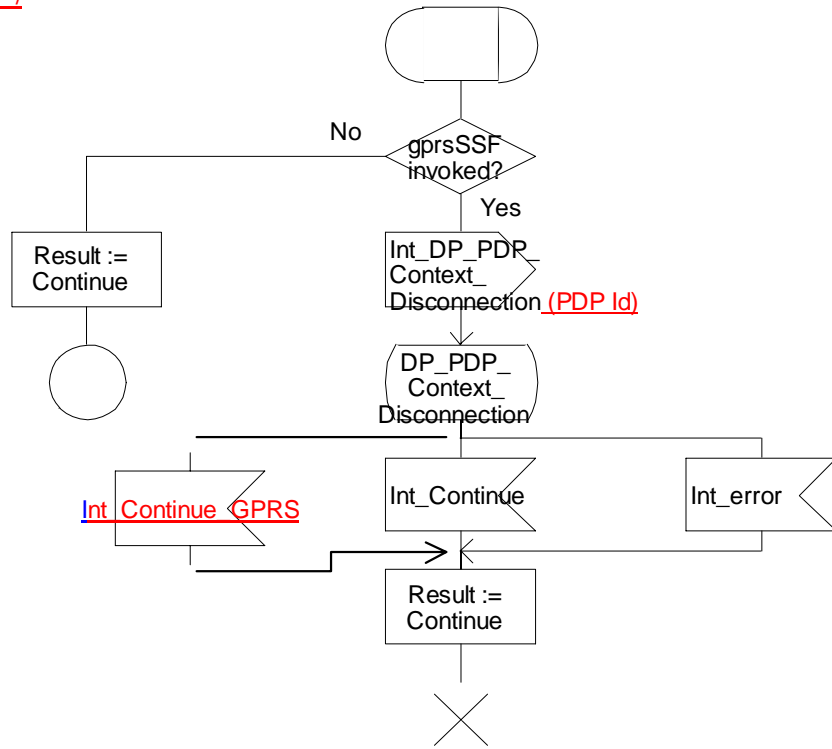 No
gprsSSF
invoked?
Yes
Result :=
Continue
Int_DP_PDP_
Context_
Disconnection (PDP Id)
DP_PDP_
Context_
Disconnection
Int_Continue_GPRS
Int_Continue
Int_error
Result :=
Continue